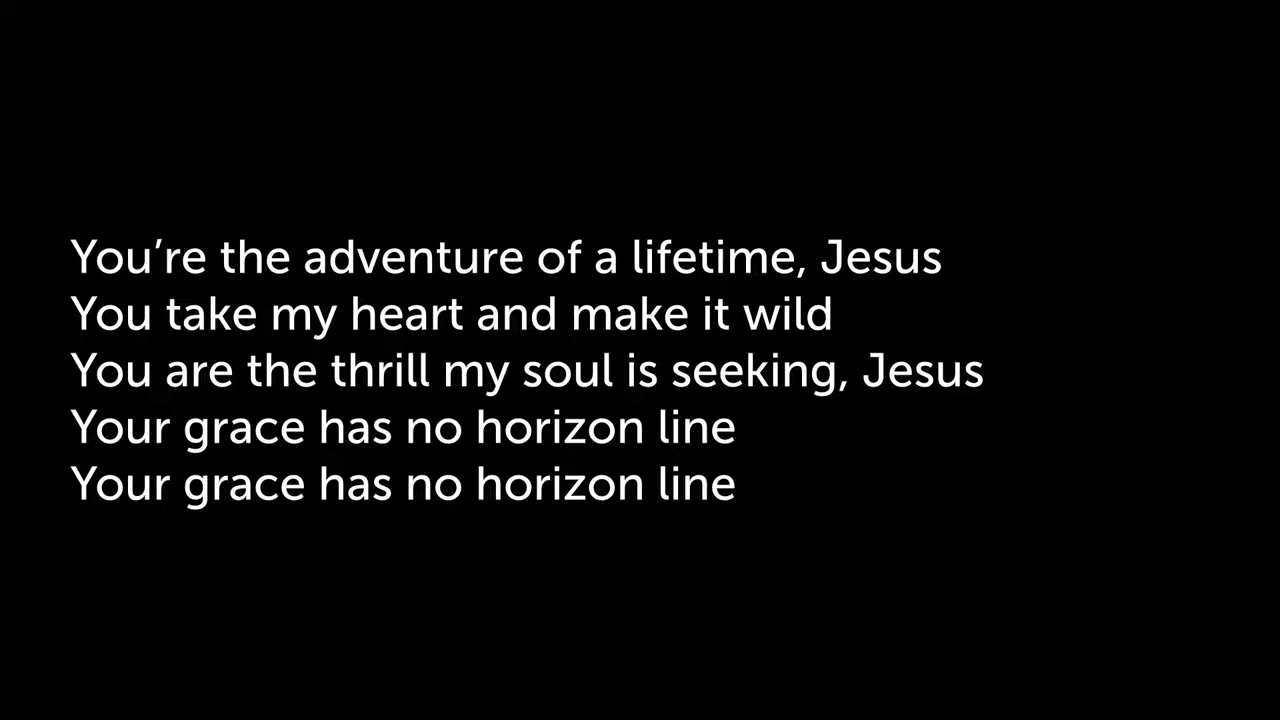 You’re the adventure of a lifetime, Jesus
You take my heart and make it wild
You are the thrill my soul is seeking, Jesus
Your grace has no horizon line
Your grace has no horizon line